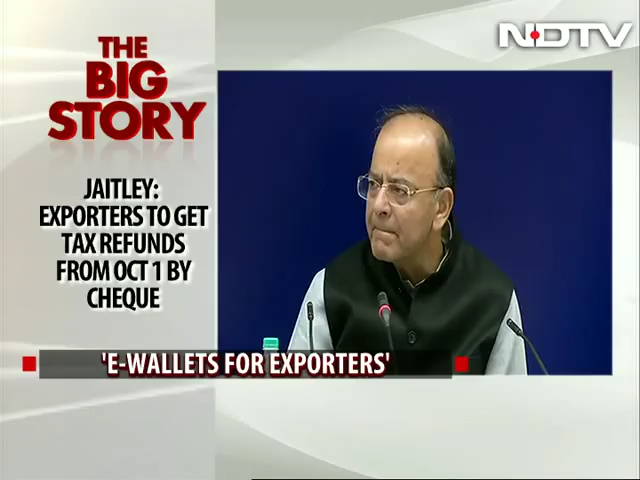 THE
BIG
STORY
NDTV
JAITLEY:
EXPORTERS TO GET
TAX REFUNDS
FROM OCT 1 BY
CHEQUE
'E-WALLETS FOR EXPORTERS'